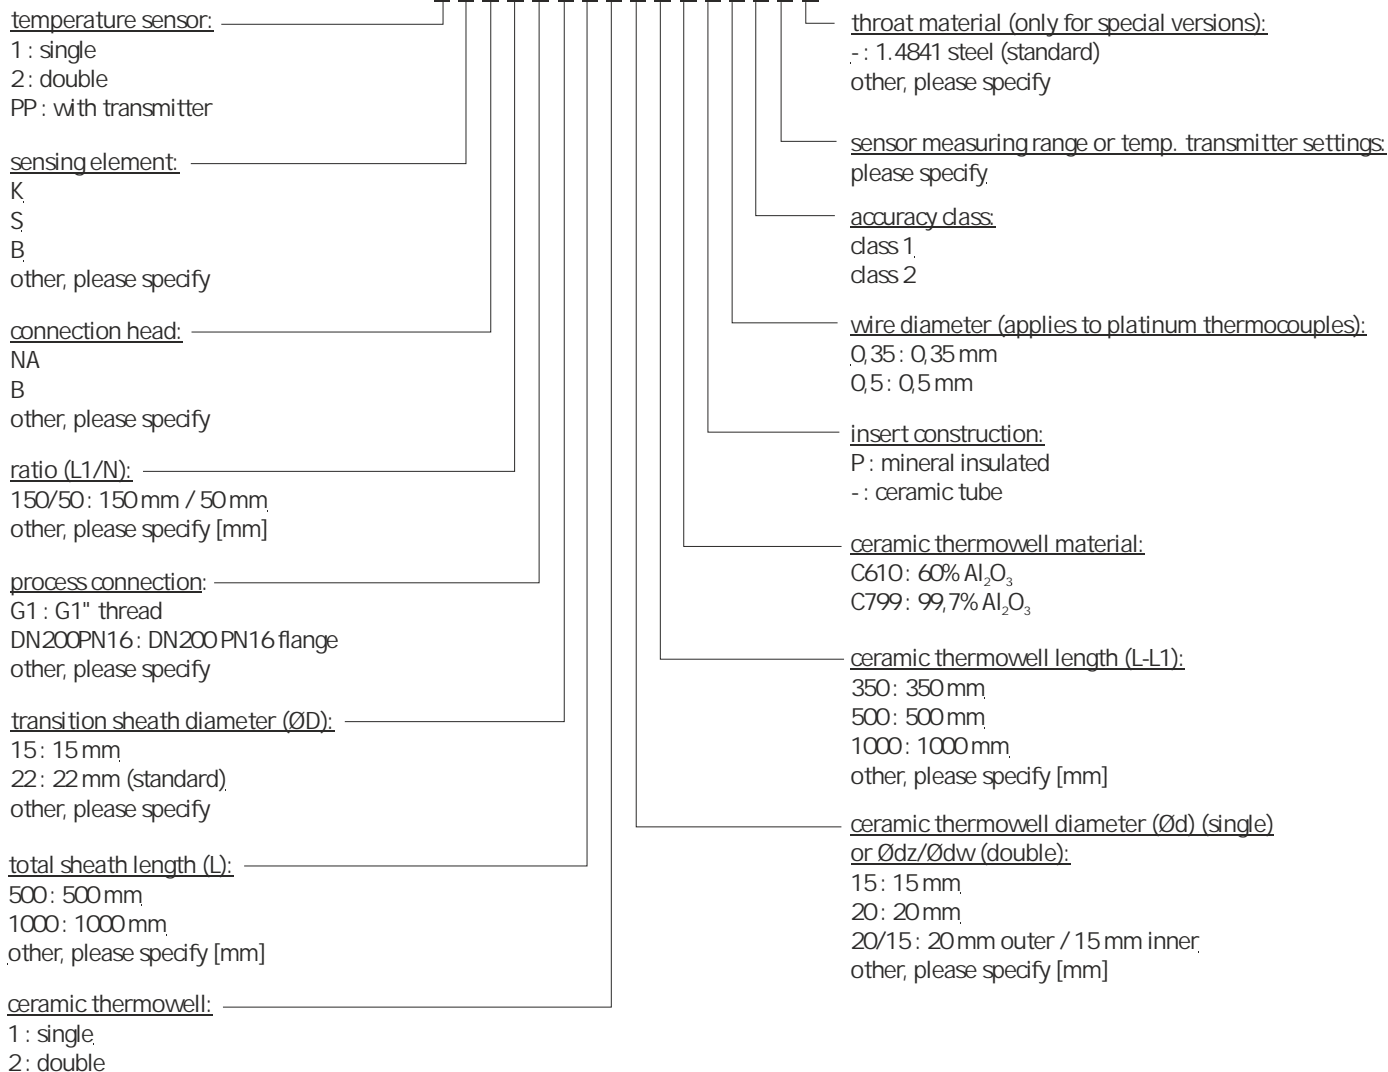 temperature sensor:
1 : single
2 : double
PP : with transmitter
sensing element:
K
S
B
other, please specify
connection head:
NA
B
other, please specify
ratio (L1/N):
150/50 : 150 mm / 50 mm
other, please specify [mm]
process connection:
G1 : G1" thread
DN200PN16 : DN200 PN16 flange
other, please specify
transition sheath diameter (ØD):
15 : 15 mm
22 : 22 mm (standard)
other, please specify
total sheath length (L):
500 : 500 mm
1000 : 1000 mm
other, please specify [mm]
ceramic thermowell:
1 : single
2 : double
throat material (only for special versions):
- : 1.4841 steel (standard)
other, please specify
sensor measuring range or temp. transmitter settings:
please specify
accuracy class:
class 1
class 2
wire diameter (applies to platinum thermocouples):
0,35 : 0,35 mm
0,5 : 0,5 mm
insert construction:
P : mineral insulated
- : ceramic tube
ceramic thermowell material:
C610 : 60% Al₂O₃
C799 : 99,7% Al₂O₃
ceramic thermowell length (L-L1):
350 : 350 mm
500 : 500 mm
1000 : 1000 mm
other, please specify [mm]
ceramic thermowell diameter (Ød) (single)
or Ødz/Ødw (double):
15 : 15 mm
20 : 20 mm
20/15 : 20 mm outer / 15 mm inner
other, please specify [mm]